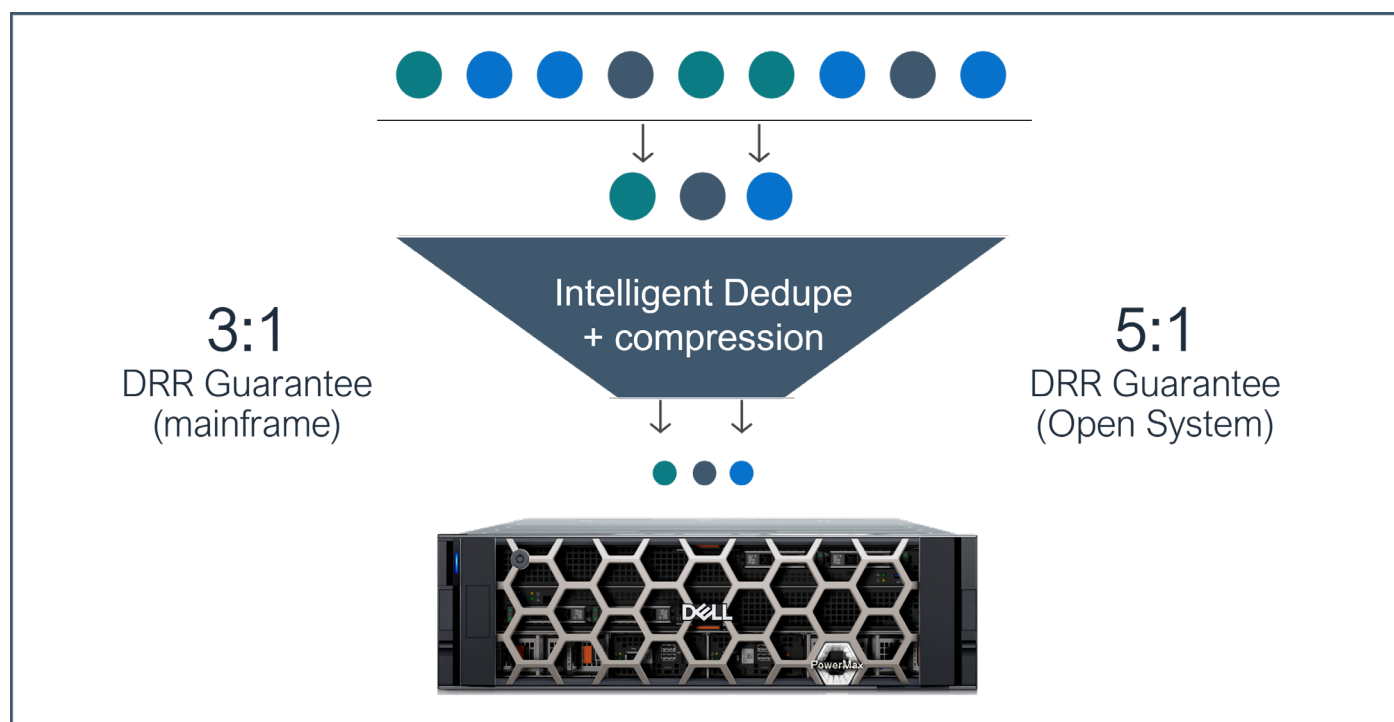 Intelligent Dedupe
+ compression
3:1
DRR Guarantee
(mainframe)
5:1
DRR Guarantee
(Open System)
DELL
PowerMax